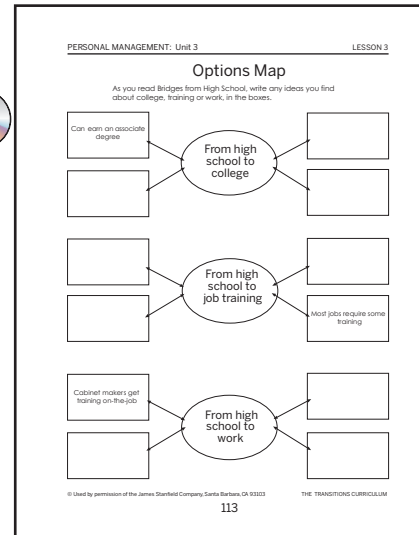 PERSONAL MANAGEMENT: Unit 3 LESSON 3
Options Map
As you read Bridges from High School, write any ideas you find
about college, training or work, in the boxes.
Can earn an associate
degree
From high
school to
college
From high
school to
job training
Most jobs require some
training
Cabinet makers get
training on-the-job
From high
school to
work
© Used by permission of the James Stanfield Company, Santa Barbara, CA 93103 THE TRANSITIONS CURRICULUM
113